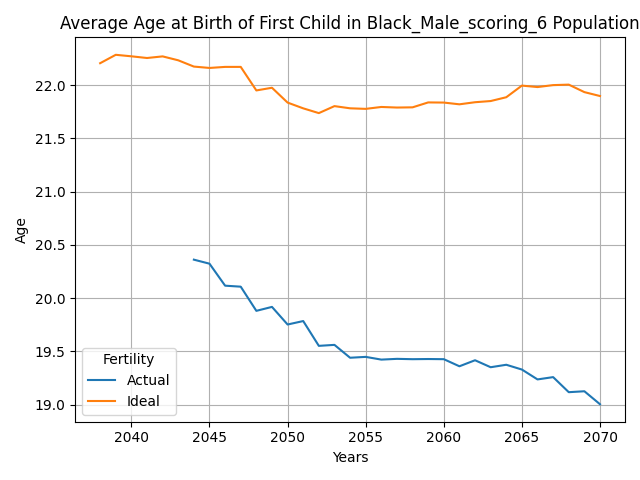 Average Age at Birth of First Child in Black_Male_scoring_6 Population
Age
22.0
21.5
21.0
20.5
20.0
19.5
19.0
Fertility
Actual
Ideal
2040 2045 2050 2055 2060 2065 2070
Years